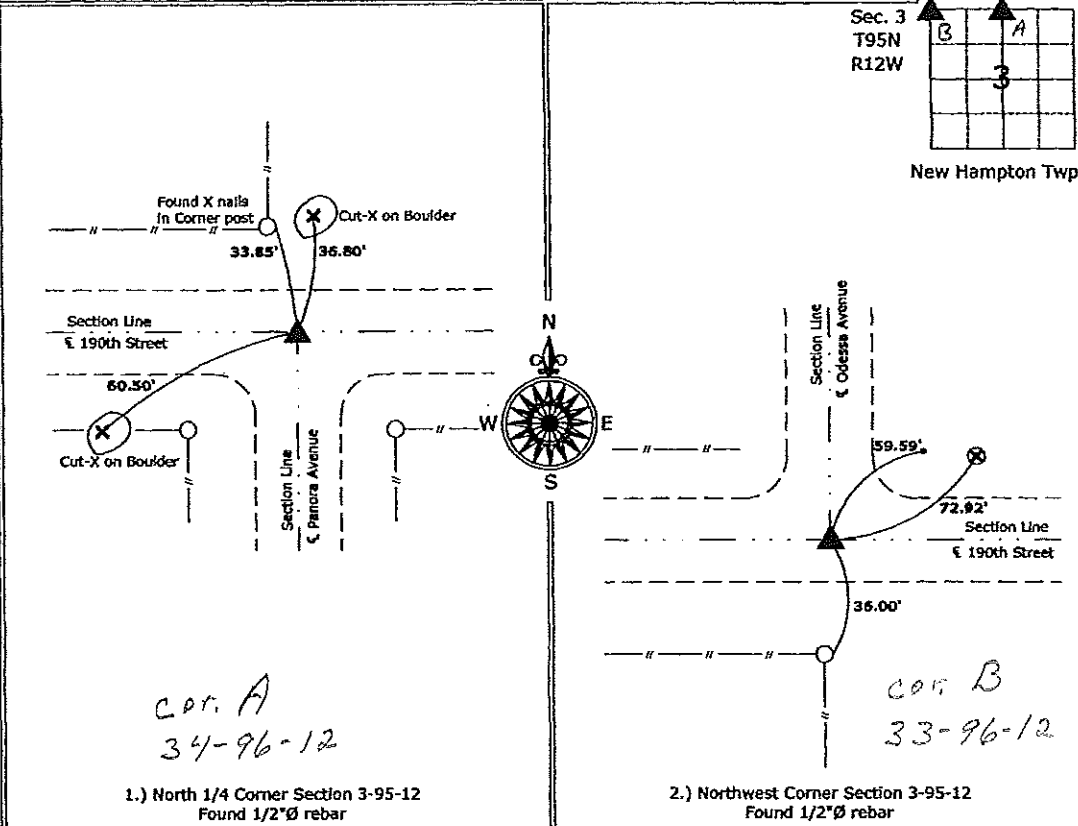 Sec. 3
T95N
R12W
B
A
3
New Hampton Twp
Found X nails
in Corner post
Cut-X on Boulder
33.85'
36.80'
Section Line
℄ 190th Street
60.50'
Cut-X on Boulder
Section Line
℄ Panora Avenue
cor. A
34-96-12
1.) North 1/4 Corner Section 3-95-12
Found 1/2"Ø rebar
N
W
E
S
Section Line
℄ Odessa Avenue
59.59'
72.92'
Section Line
℄ 190th Street
36.00'
cor. B
33-96-12
2.) Northwest Corner Section 3-95-12
Found 1/2"Ø rebar